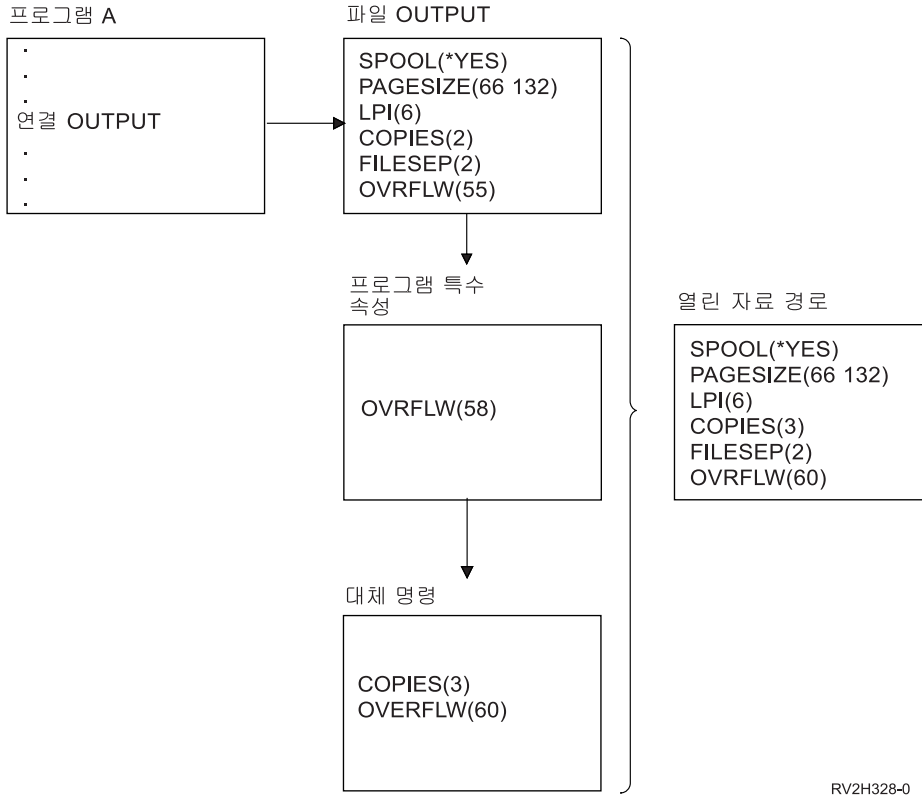 프로그램 A
.
.
.
연결 OUTPUT
.
.
.
파일 OUTPUT
SPOOL(*YES)
PAGESIZE(66 132)
LPI(6)
COPIES(2)
FILESEP(2)
OVRFLW(55)
프로그램 특수
속성
OVRFLW(58)
대체 명령
COPIES(3)
OVERFLW(60)
열린 자료 경로
SPOOL(*YES)
PAGESIZE(66 132)
LPI(6)
COPIES(3)
FILESEP(2)
OVRFLW(60)
RV2H328-0